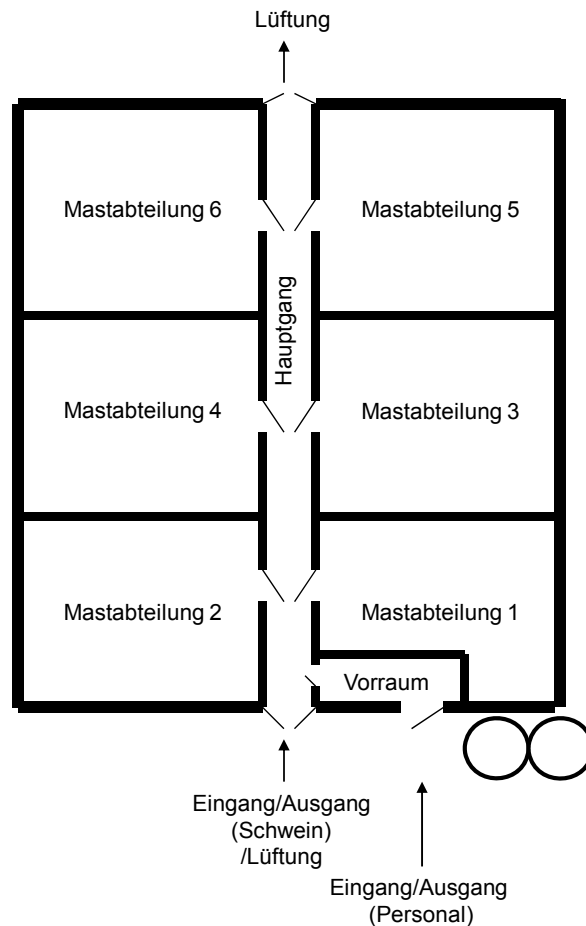 Lüftung
Mastabteilung 6
Mastabteilung 5
Hauptgang
Mastabteilung 4
Mastabteilung 3
Mastabteilung 2
Mastabteilung 1
Vorraum
Eingang/Ausgang
(Schwein)
/Lüftung
Eingang/Ausgang
(Personal)